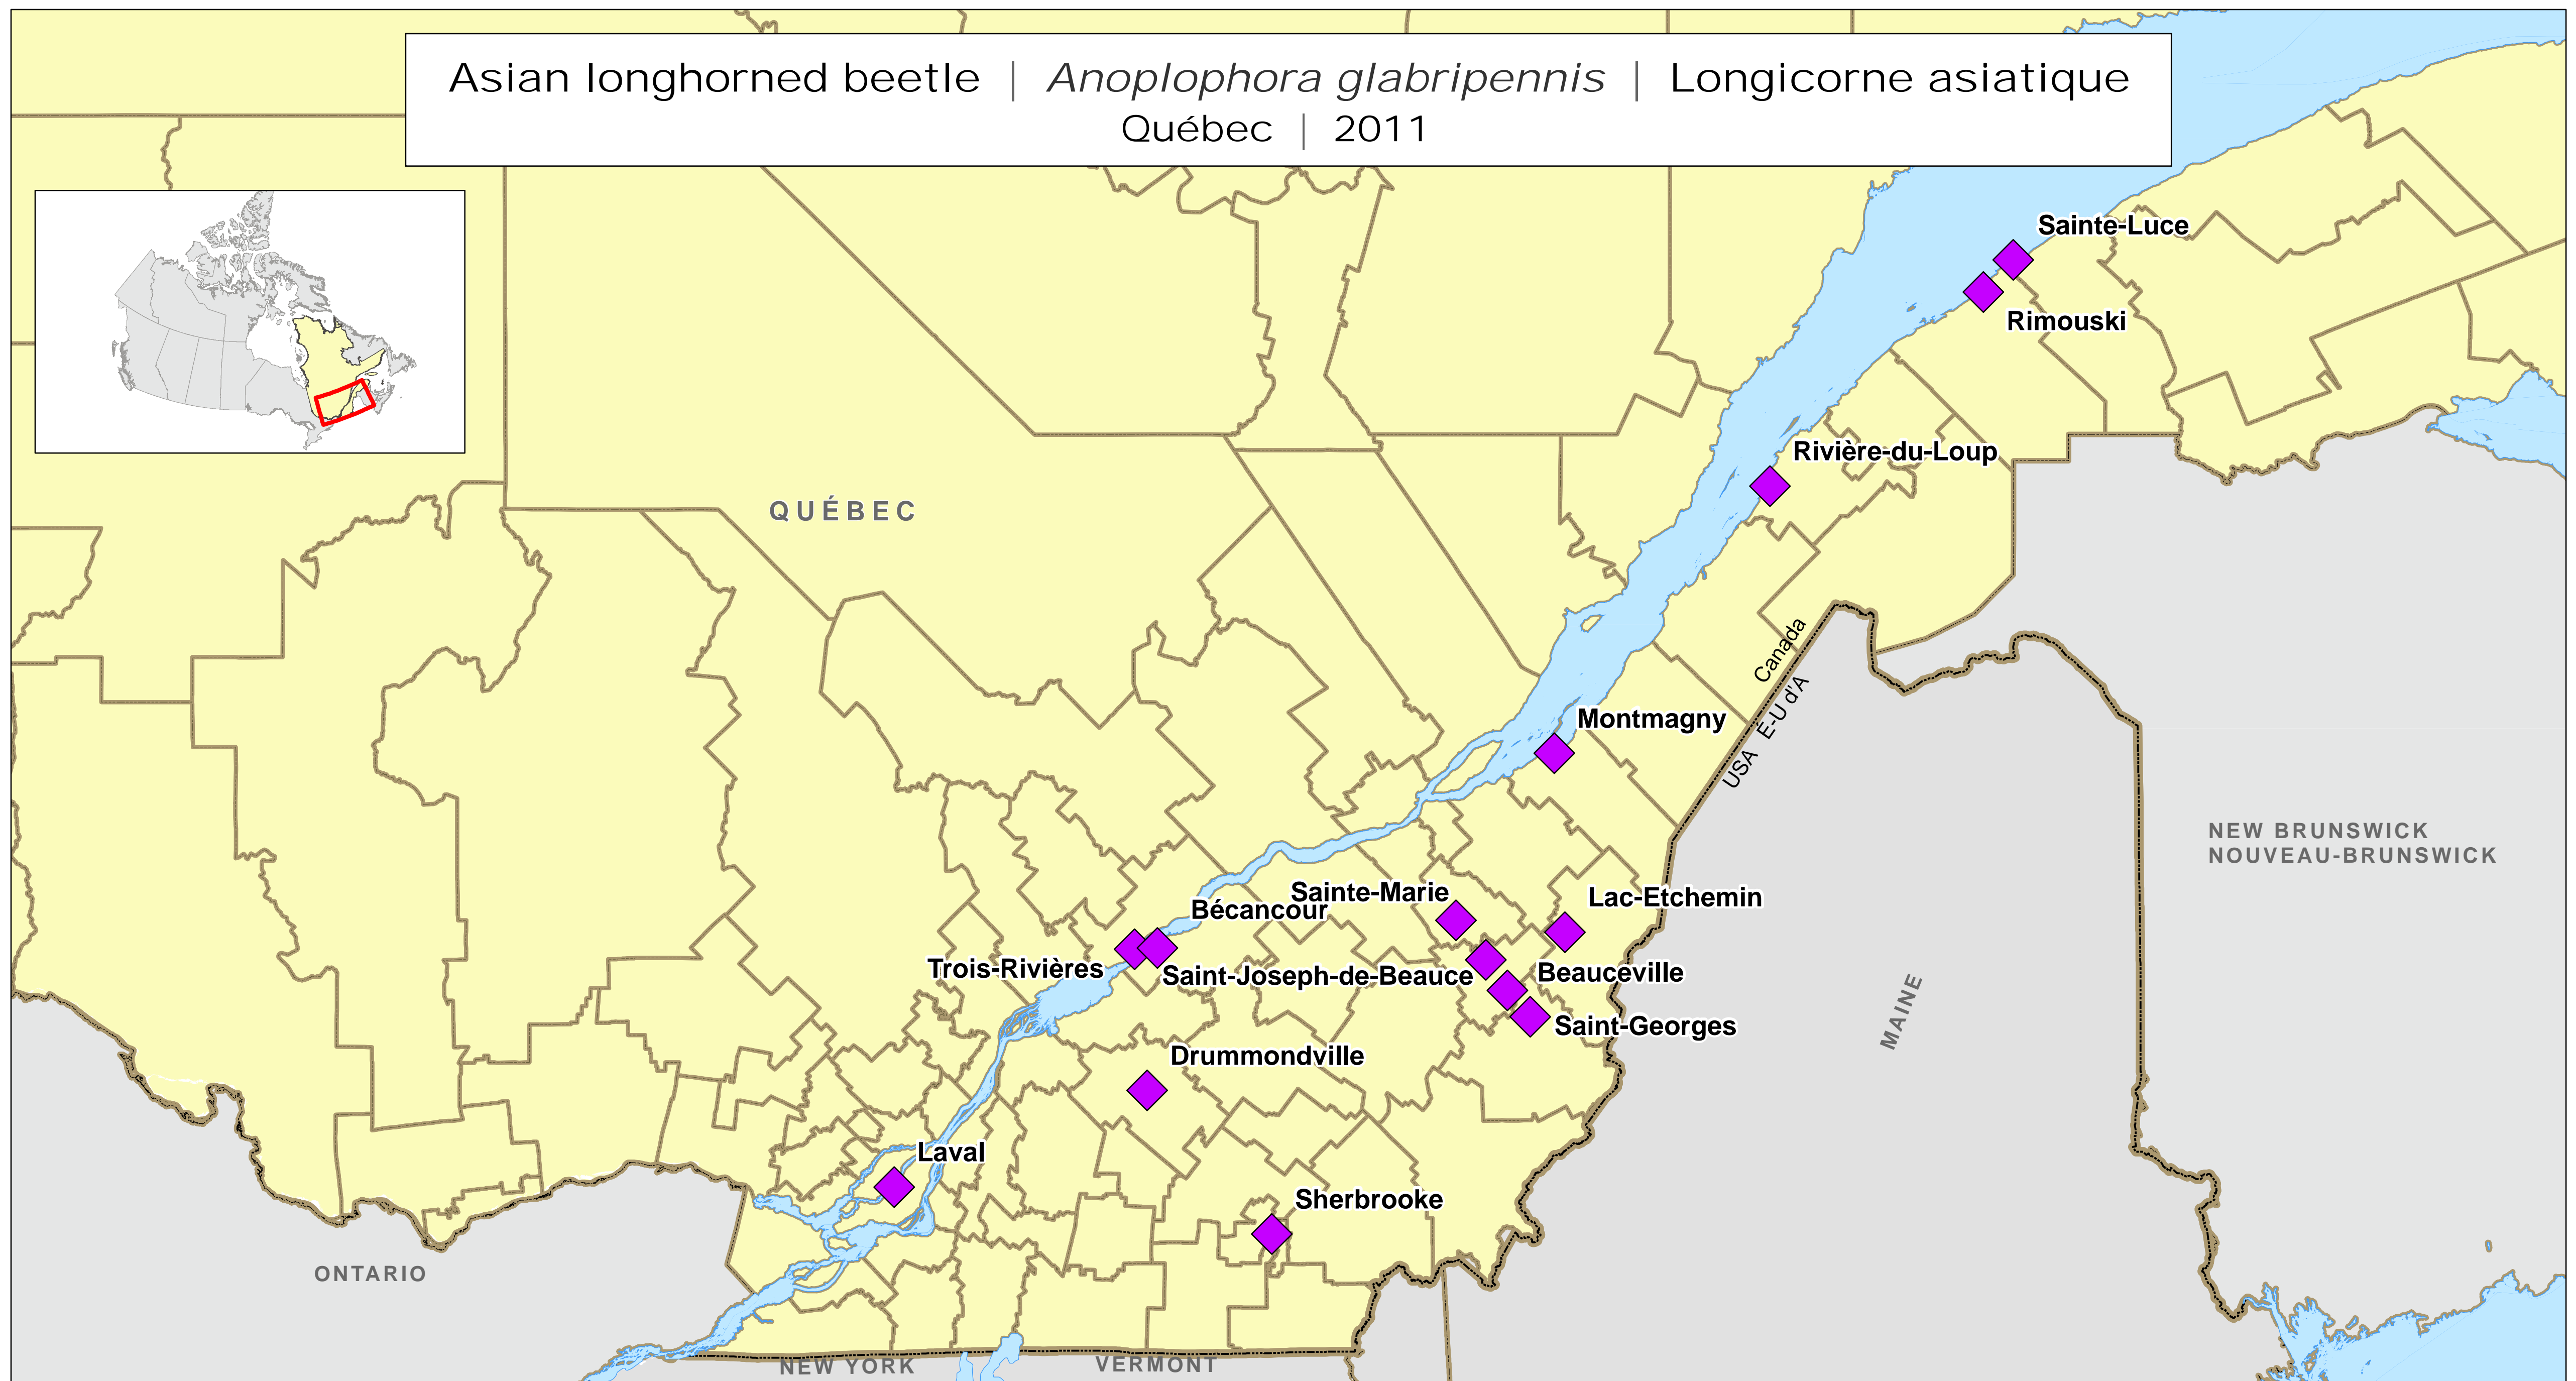 Asian longhorned beetle | Anoplophora glabripennis | Longicorne asiatique
Québec | 2011
Sainte-Luce
Rimouski
Rivière-du-Loup
QUÉBEC
Canada
USA É-U d'A
Montmagny
NEW BRUNSWICK
NOUVEAU-BRUNSWICK
Sainte-Marie
Lac-Etchemin
Bécancour
Trois-Rivières
Saint-Joseph-de-Beauce
Beauceville
Saint-Georges
MAINE
Drummondville
Laval
Sherbrooke
ONTARIO
NEW YORK
VERMONT